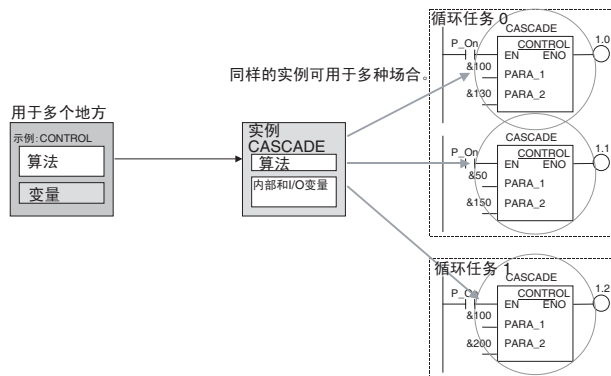 循环任务 0
CASCADE
P_On
CONTROL
EN ENO
1.0
&100
PARA_1
&130
PARA_2
同样的实例可用于多种场合。
用于多个地方
示例:CONTROL
算法
变量
实例
CASCADE
算法
内部和I/O变量
CASCADE
P_On
CONTROL
EN ENO
1.1
&50
PARA_1
&150
PARA_2
循环任务 1
CASCADE
P_On
CONTROL
EN ENO
1.2
&100
PARA_1
&200
PARA_2